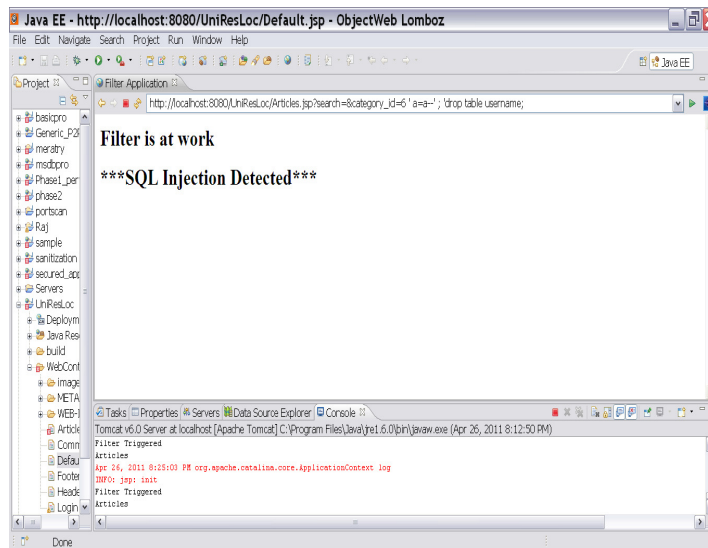 Java EE - http://localhost:8080/UniResLoc/Default.jsp - ObjectWeb Lomboz
File Edit Navigate Search Project Run Window Help
Java EE
Project
Filter Application
http://localhost:8080/UniResLoc/Articles.jsp?search=&category_id=6 ' a=a--' ; 'drop table username;
basicpro
Generic_P2F
meratry
msdbpro
Phase1_per
phase2
portscan
Raj
sample
sanitization
secured_app
Servers
UniResLoc
Deploym
Java Res
build
WebCont
image
META
WEB-I
Article
Comm
Defau
Footer
Heade
Login
Filter is at work
***SQL Injection Detected***
Tasks Properties Servers Data Source Explorer Console
Tomcat v6.0 Server at localhost [Apache Tomcat] C:\Program Files\Java\jre1.6.0\bin\javaw.exe (Apr 26, 2011 8:12:50 PM)
Filter Triggered
Articles
Apr 26, 2011 8:25:03 PM org.apache.catalina.core.ApplicationContext log
INFO: jsp: init
Filter Triggered
Articles
Done